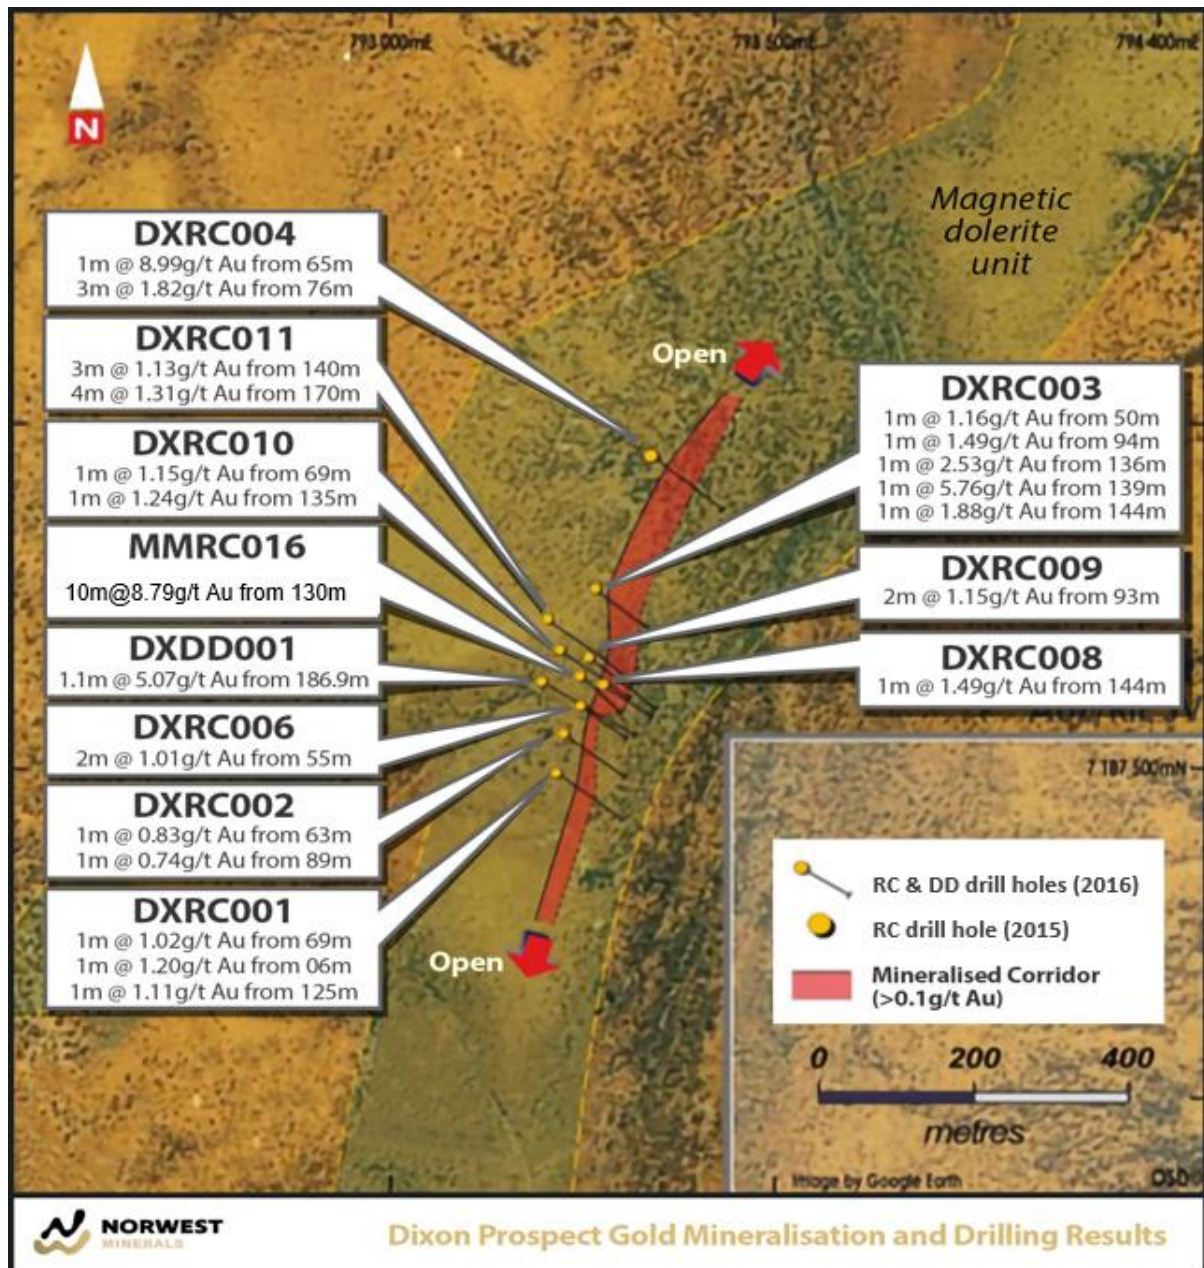 793 000mE
793 500mE
794 400mE
N
Magnetic
dolerite
unit
DXRC004
1m @ 8.99g/t Au from 65m
3m @ 1.82g/t Au from 76m
DXRC011
3m @ 1.13g/t Au from 140m
4m @ 1.31g/t Au from 170m
DXRC010
1m @ 1.15g/t Au from 69m
1m @ 1.24g/t Au from 135m
MMRC016
10m@8.79g/t Au from 130m
DXDD001
1.1m @ 5.07g/t Au from 186.9m
DXRC006
2m @ 1.01g/t Au from 55m
DXRC002
1m @ 0.83g/t Au from 63m
1m @ 0.74g/t Au from 89m
DXRC001
1m @ 1.02g/t Au from 69m
1m @ 1.20g/t Au from 06m
1m @ 1.11g/t Au from 125m
Open
Open
DXRC003
1m @ 1.16g/t Au from 50m
1m @ 1.49g/t Au from 94m
1m @ 2.53g/t Au from 136m
1m @ 5.76g/t Au from 139m
1m @ 1.88g/t Au from 144m
DXRC009
2m @ 1.15g/t Au from 93m
DXRC008
1m @ 1.49g/t Au from 144m
7 187 500mN
RC & DD drill holes (2016)
RC drill hole (2015)
Mineralised Corridor
(>0.1g/t Au)
0 200 400
metres
Image by Google Earth
NORWEST
MINERALS
Dixon Prospect Gold Mineralisation and Drilling Results